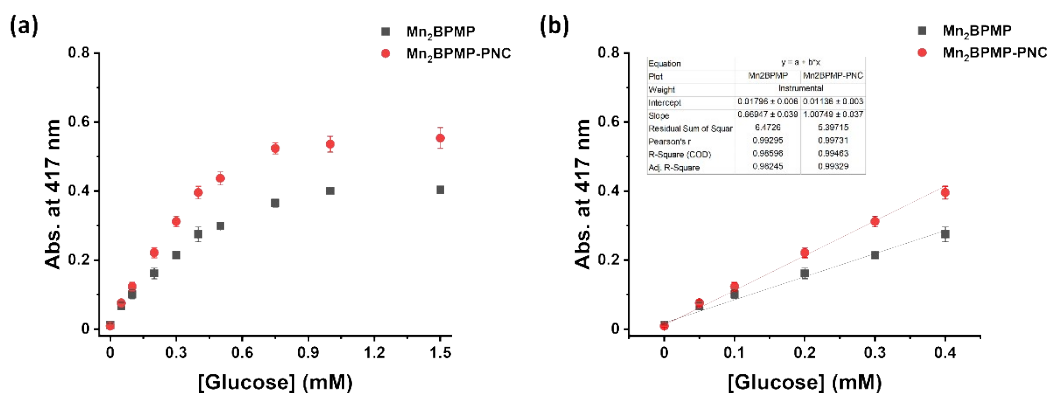 (a)
Mn2BPMP
Mn2BPMP-PNC
Abs. at 417 nm
0.8
0.6
0.4
0.2
0
0 0.3 0.6 0.9 1.2 1.5
[Glucose] (mM)
(b)
Mn2BPMP
Mn2BPMP-PNC
Abs. at 417 nm
0.8
0.6
0.4
0.2
0
Equation y = a + b*x
Plot Mn2BPMP Mn2BPMP-PNC
Weight Instrumental
Intercept 0.01796 ± 0.006 0.01136 ± 0.003
Slope 0.66947 ± 0.039 1.00749 ± 0.037
Residual Sum of Squar 6.4726 5.39715
Pearson's r 0.99295 0.99731
R-Square (COD) 0.98596 0.99463
Adj. R-Square 0.98245 0.99329
0 0.1 0.2 0.3 0.4
[Glucose] (mM)